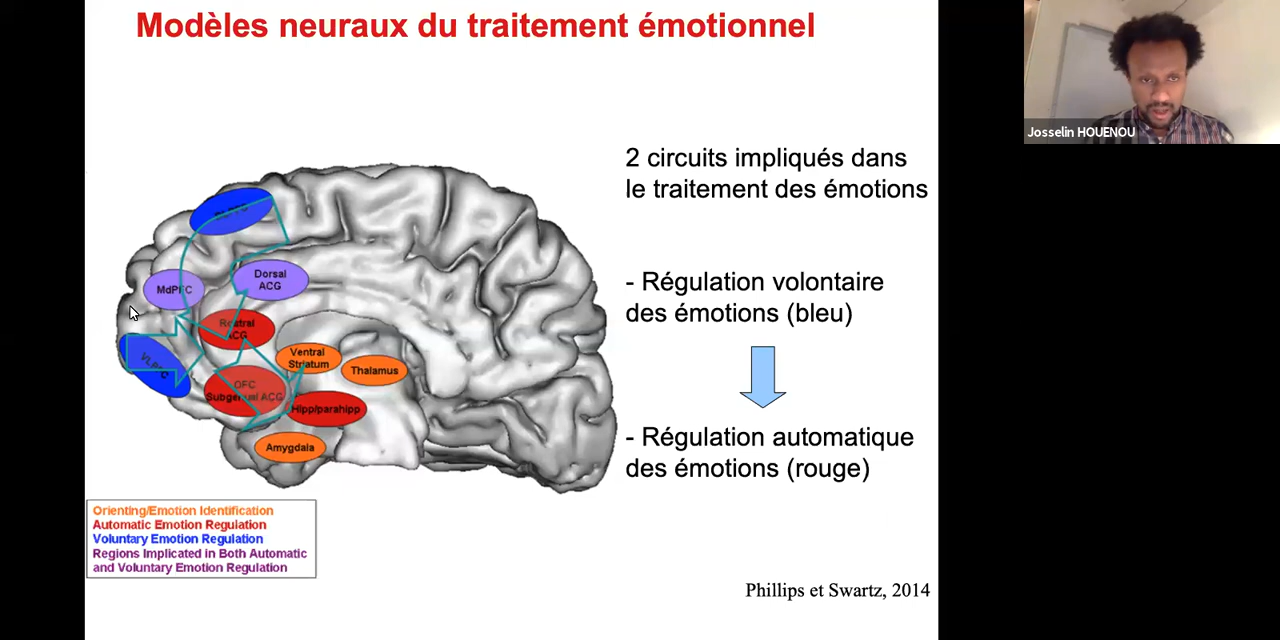 Modèles neuraux du traitement émotionnel
Josselin HOUENOU
2 circuits impliqués dans
le traitement des émotions
- Régulation volontaire
des émotions (bleu)
- Régulation automatique
des émotions (rouge)
MdPFC
Dorsal
ACG
Rostral
ACG
Ventral
Striatum
Thalamus
OFC
Subgenual ACG
Hipp/parahipp
Amygdala
Orienting/Emotion Identification
Automatic Emotion Regulation
Voluntary Emotion Regulation
Regions Implicated in Both Automatic
and Voluntary Emotion Regulation
Phillips et Swartz, 2014